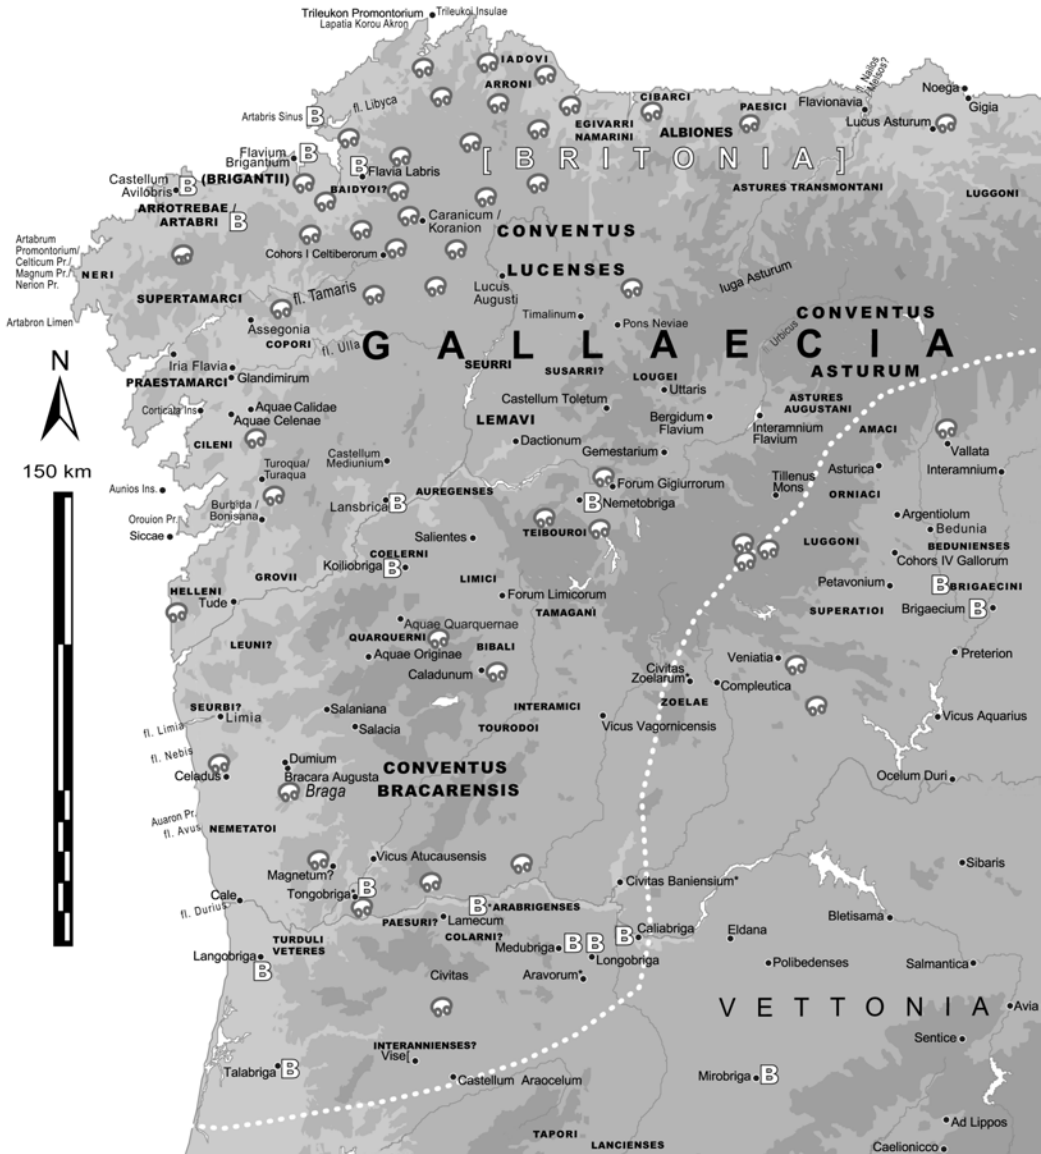 Trileukon Promontorium
Trileukoi Insulae
Lapatia Korou Akron
IADOVI
ARRONI
fl. Nailos
/Melsos?
Noega
Gigia
CIBARCI
PAESICI
Flavionavia
Lucus Asturum
fl. Libyca
Artabris Sinus
B
EGIVARRI
NAMARINI
ALBIONES
[ B R I T O N I A ]
Flavium
Brigantium
B
B
Flavia Labris
(BRIGANTII)
BAIDYOI?
Castellum
Avilobris
B
ASTURES TRANSMONTANI
LUGGONI
ARROTREBAE /
ARTABRI
B
Caranicum /
Koranion
CONVENTUS
LUCENSES
Artabrum
Promontorium/
Celticum Pr./
Magnum Pr./
Nerion Pr.
NERI
Cohors I Celtiberorum
Lucus
Augusti
Iuga Asturum
SUPERTAMARCI
fl. Tamaris
Artabron Limen
Assegonia
Timalinum
Pons Neviae
CONVENTUS
ASTURUM
fl. Urbicus
COPORI
fl. Ulla
G A L L A E C I A
N
Iria Flavia
SEURRI
SUSARRI?
LOUGEI
PRAESTAMARCI
Glandimirum
Uttaris
ASTURES
AUGUSTANI
Corticata Ins
Aquae Calidae
Aquae Celenae
LEMAVI
Castellum Toletum
Bergidum
Flavium
Interamnium
Flavium
AMACI
CILENI
Dactionum
Vallata
150 km
Castellum
Mediunium
Gemestarium
Turoqua/
Turaqua
Asturica
Interamnium
Tillenus
Mons
Aunios Ins.
AUREGENSES
Forum Gigiurrorum
ORNIACI
Burbida /
Bonisana
Lansbrica
B
B
Nemetobriga
Orouion Pr.
Siccae
Argentiolum
Bedunia
Salientes
TEIBOUROI
LUGGONI
BEDUNIENSES
COELERNI
Koiliobriga
B
Cohors IV Gallorum
GROVII
LIMICI
Petavonium
B
BRIGAECINI
HELLENI
Tude
Forum Limicorum
TAMAGANI
SUPERATIOI
Brigaecium
B
Aquae Quarquernae
LEUNI?
QUARQUERNI
BIBALI
Aquae Originae
Veniatia
Preterion
Caladunum
Civitas
Zoelarum*
Compleutica
SEURBI?
Limia
Salaniana
INTERAMICI
ZOELAE
fl. Limia
Salacia
TOURODOI
Vicus Vagornicensis
Vicus Aquarius
fl. Nebis
Celadus
Dumium
Bracara Augusta
Braga
CONVENTUS
BRACARENSIS
Ocelum Duri
Auaron Pr.
fl. Avus
NEMETATOI
Vicus Atucausensis
Sibaris
Magnetum?
Tongobriga
B
Civitas Baniensium*
Cale
fl. Durius
B
*ARABRIGENSES
PAESURI?
Lamecum
Bletisama
TURDULI
VETERES
COLARNI?
B
Caliabriga
Eldana
Medubriga
B B
Langobriga
B
Longobriga
Polibedenses
Salmantica
Civitas
Aravorum*
V E T T O N I A
Avia
INTERANNIENSES?
Sentice
Vise[
Talabriga
B
Castellum Araocelum
Mirobriga
B
Ad Lippos
TAPORI
LANCIENSES
Caelionicco